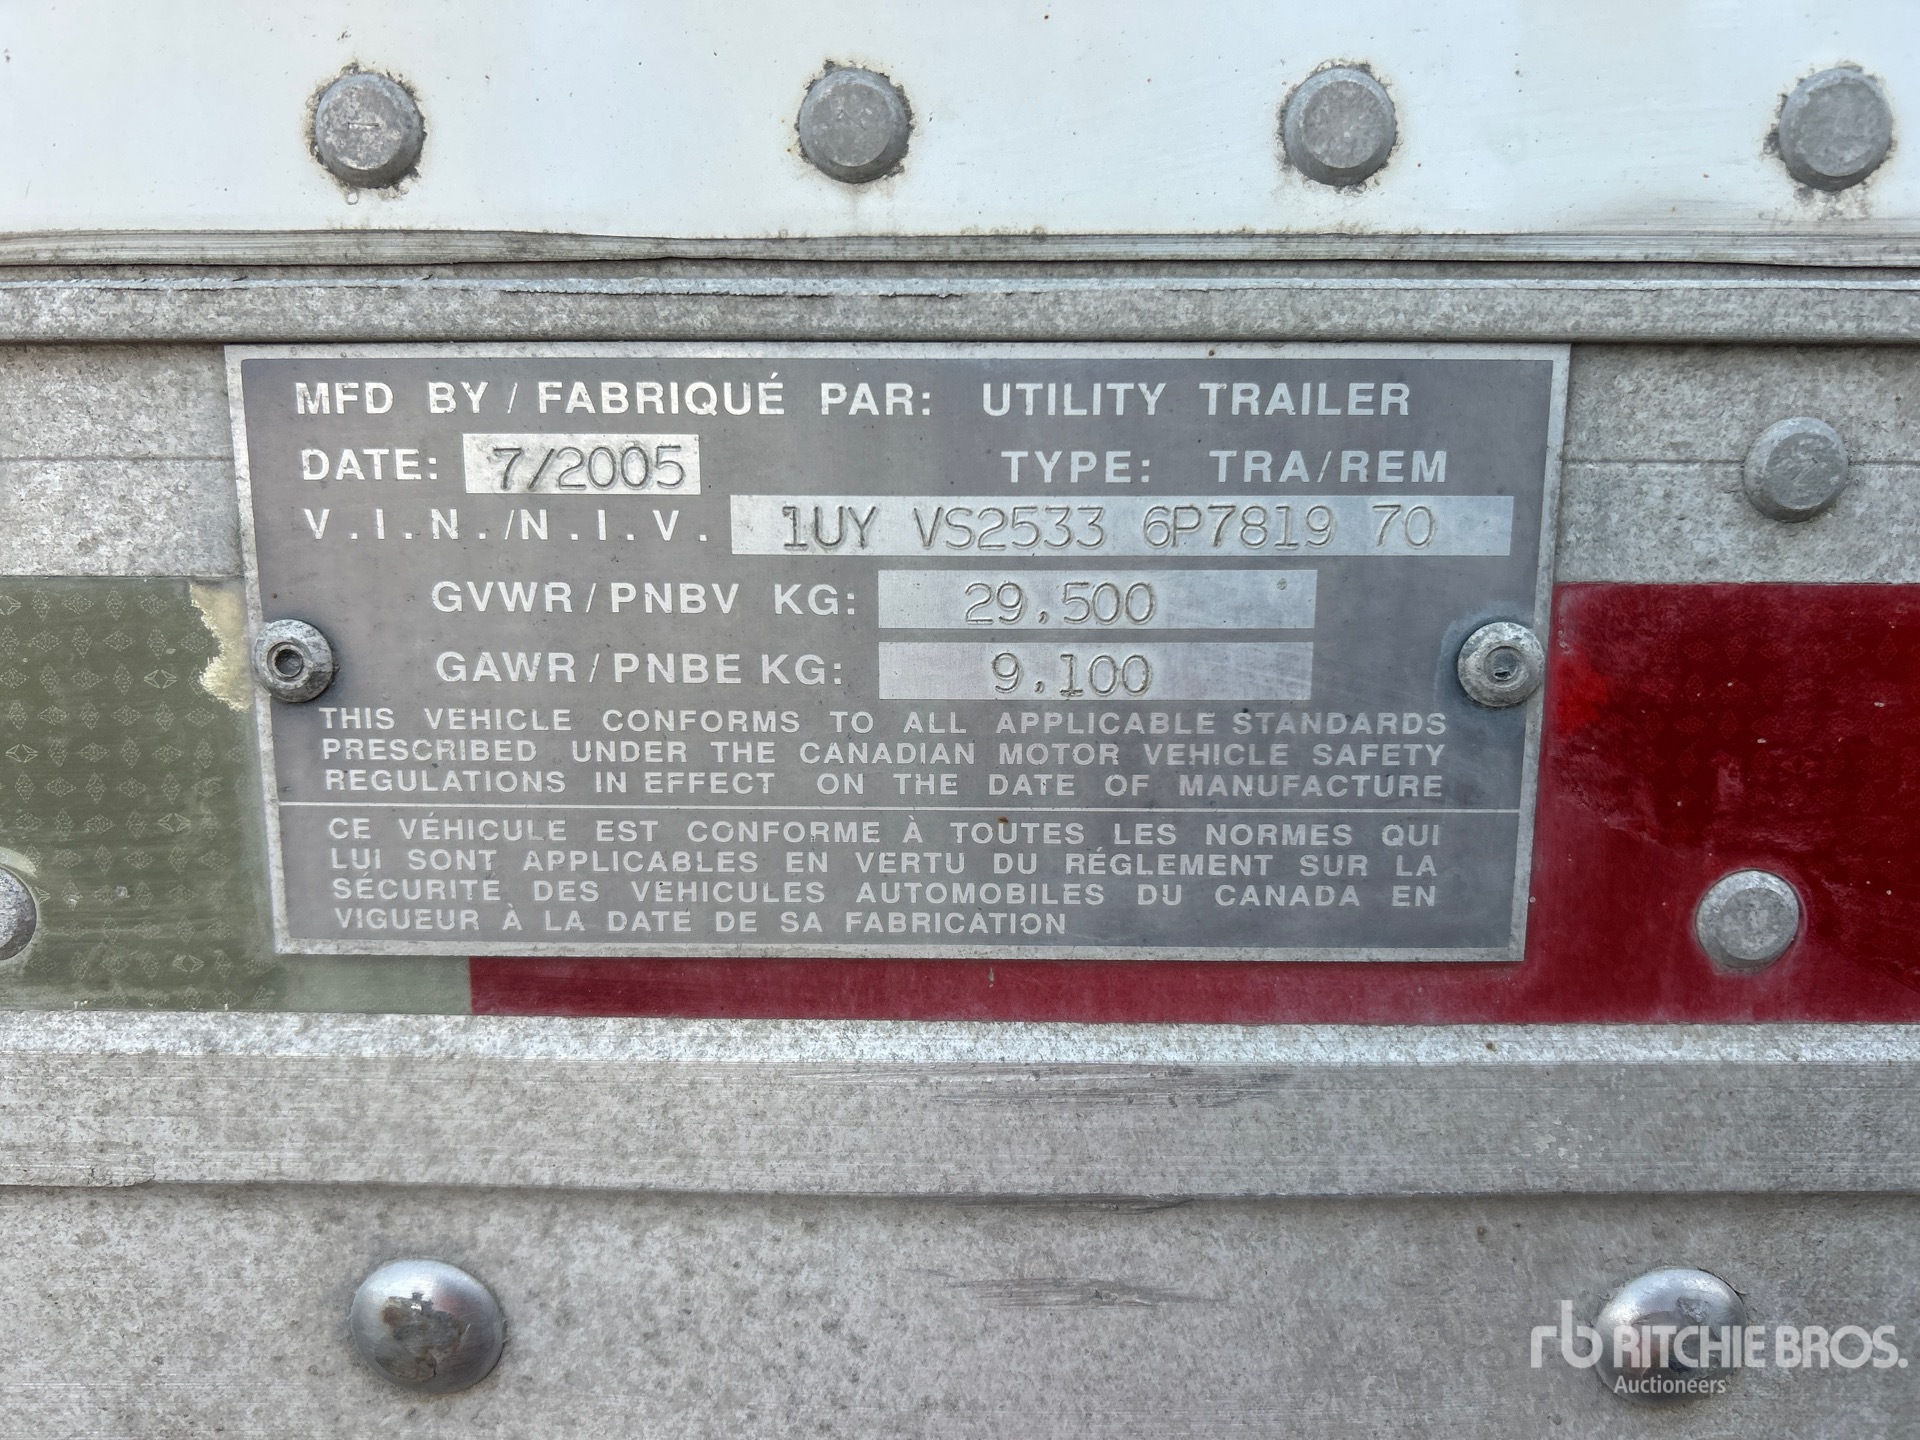 MFD BY / FABRIQUÉ PAR: UTILITY TRAILER
DATE: 7/2005 TYPE: TRA/REM
V.I.N./N.I.V. 1UY VS2533 6P7819 70
GVWR/PNBV KG: 29,500
GAWR/PNBE KG: 9,100
THIS VEHICLE CONFORMS TO ALL APPLICABLE STANDARDS
PRESCRIBED UNDER THE CANADIAN MOTOR VEHICLE SAFETY
REGULATIONS IN EFFECT ON THE DATE OF MANUFACTURE
CE VÉHICULE EST CONFORME À TOUTES LES NORMES QUI
LUI SONT APPLICABLES EN VERTU DU RÉGLEMENT SUR LA
SÉCURITE DES VÉHICULES AUTOMOBILES DU CANADA EN
VIGUEUR À LA DATE DE SA FABRICATION
rb RITCHIE BROS.
Auctioneers